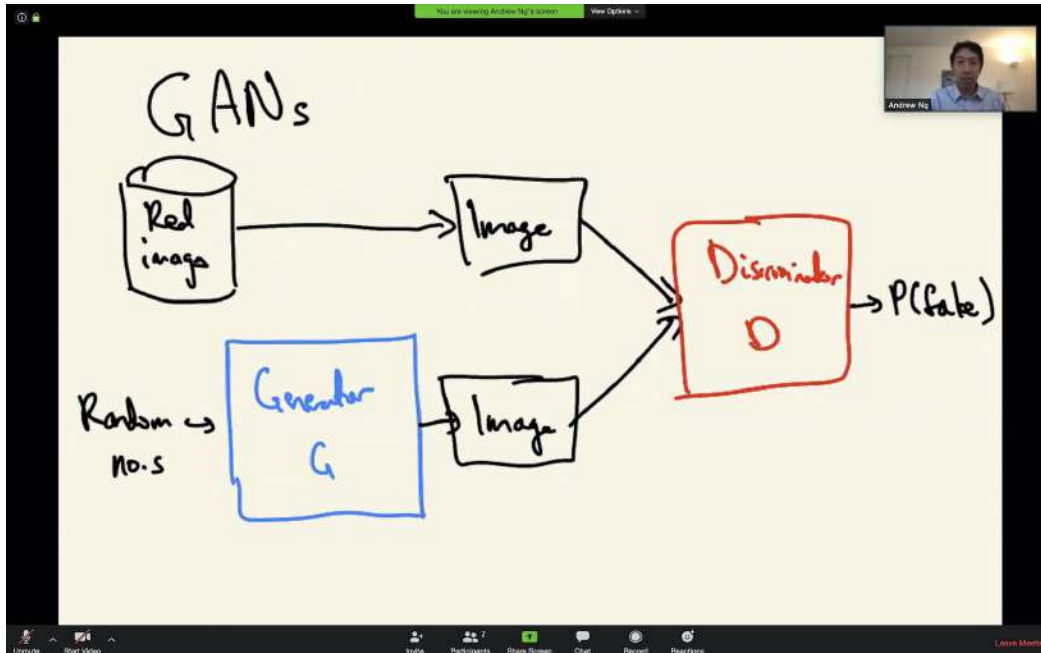 You are viewing Andrew Ng's screen
View Options
Andrew Ng
GANs
Real
image
Image
Discriminator
D
P(fake)
Random
no.s
Generator
G
Image
Unmute
Start Video
Invite
Participants
2
Share Screen
Chat
Record
Reactions
Leave Meeting